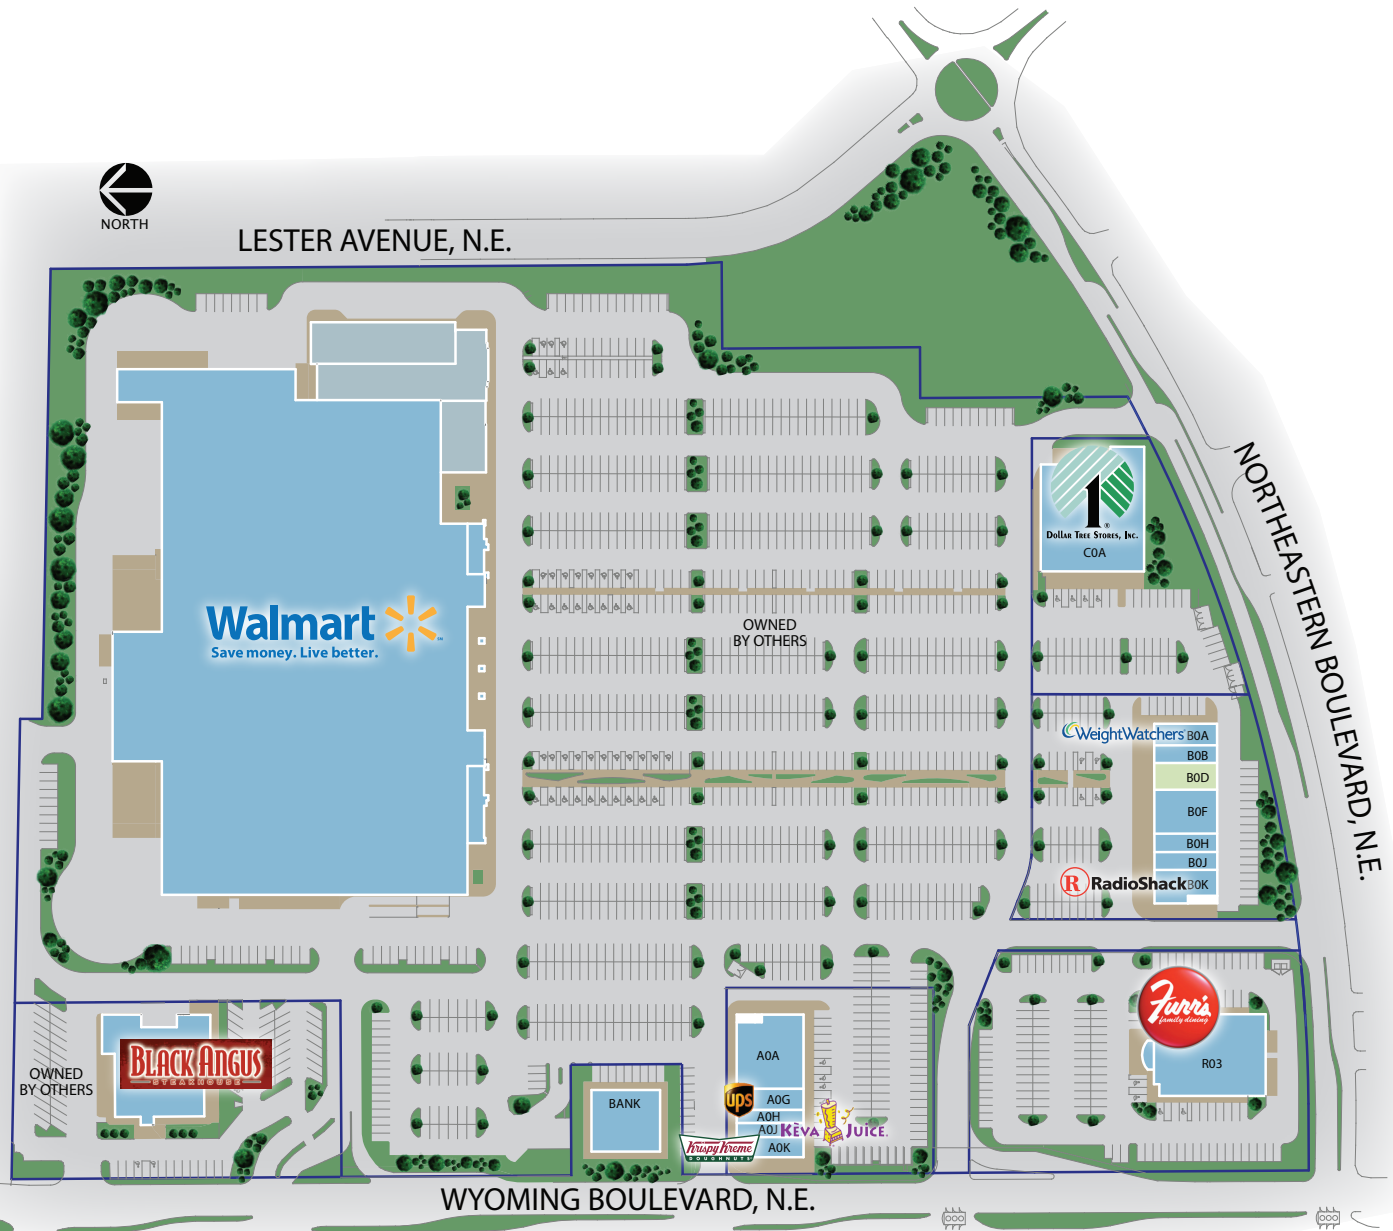 NORTH
LESTER AVENUE, N.E.
NORTHEASTERN BOULEVARD, N.E.
1
®
Dollar Tree Stores, Inc.
C0A
Walmart
Save money. Live better.
OWNED
BY OTHERS
WeightWatchers
B0A
B0B
B0D
B0F
B0H
B0J
R RadioShack
B0K
Furr's
family dining
R03
OWNED
BY OTHERS
BLACK ANGUS
STEAKHOUSE
BANK
A0A
ups
A0G
A0H
A0J
KEVA JUICE
Krispy Kreme
DOUGHNUTS
A0K
WYOMING BOULEVARD, N.E.